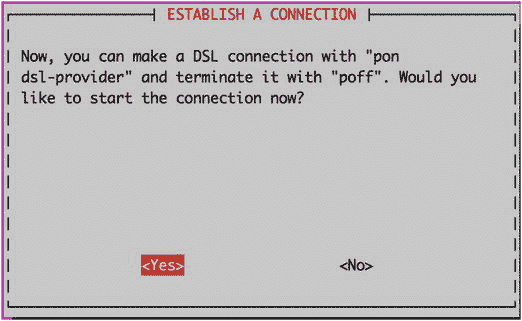 ESTABLISH A CONNECTION
Now, you can make a DSL connection with "pon
dsl-provider" and terminate it with "poff". Would you
like to start the connection now?
<Yes> <No>